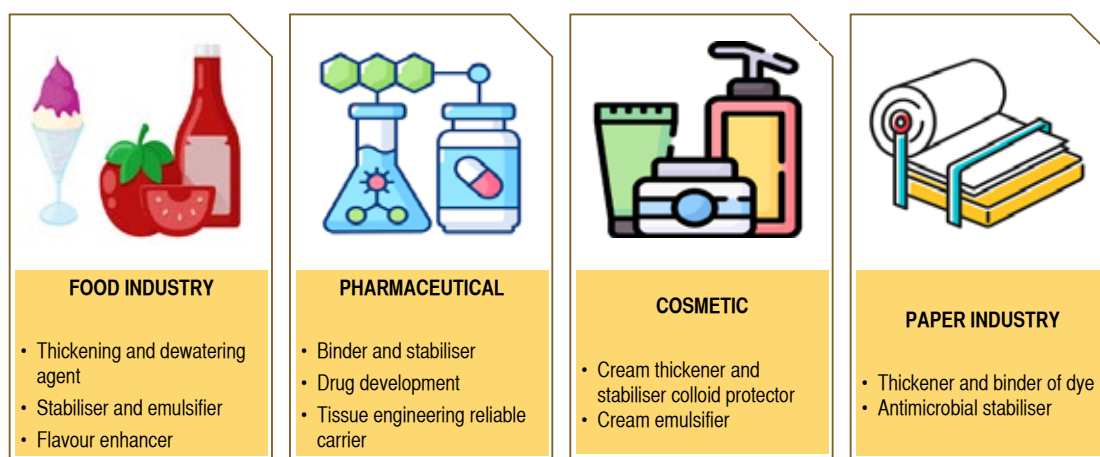 FOOD INDUSTRY
• Thickening and dewatering
agent
• Stabiliser and emulsifier
• Flavour enhancer
PHARMACEUTICAL
• Binder and stabiliser
• Drug development
• Tissue engineering reliable
carrier
COSMETIC
• Cream thickener and
stabiliser colloid protector
• Cream emulsifier
PAPER INDUSTRY
• Thickener and binder of dye
• Antimicrobial stabiliser